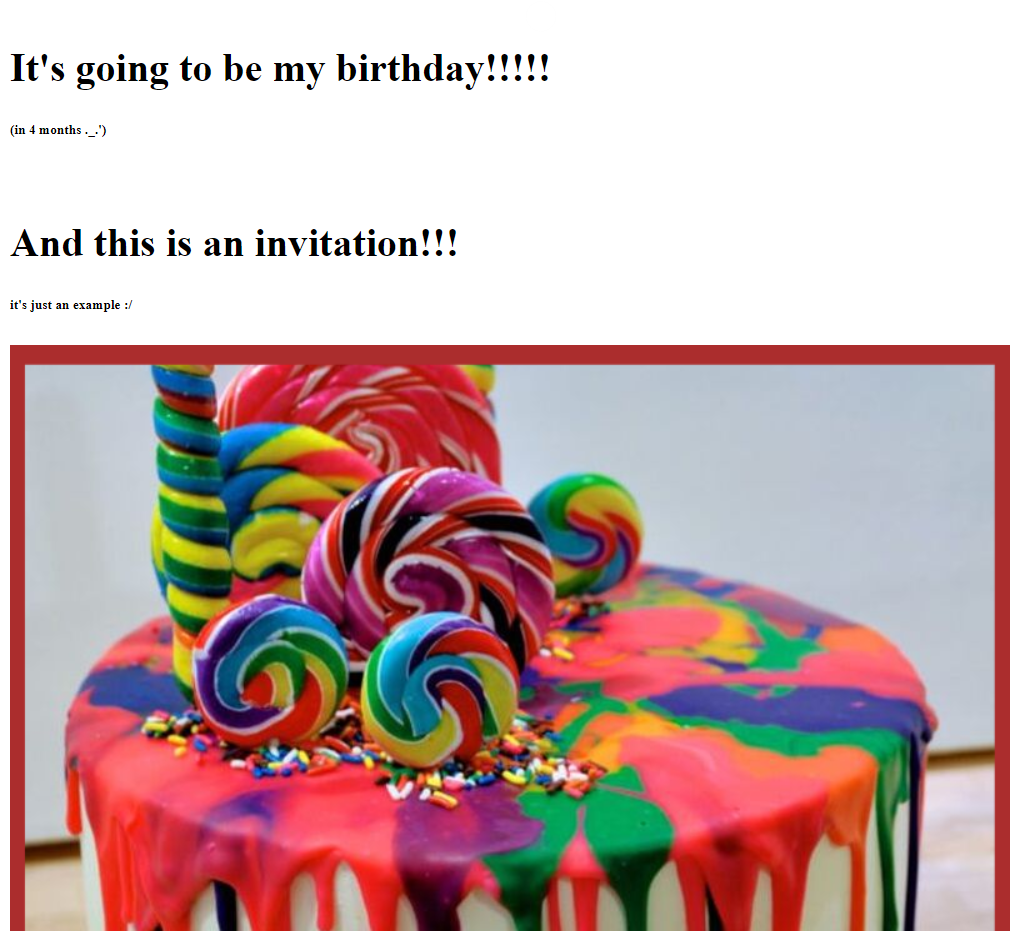 It's going to be my birthday!!!!!
(in 4 months ._.')
And this is an invitation!!!
it's just an example :/